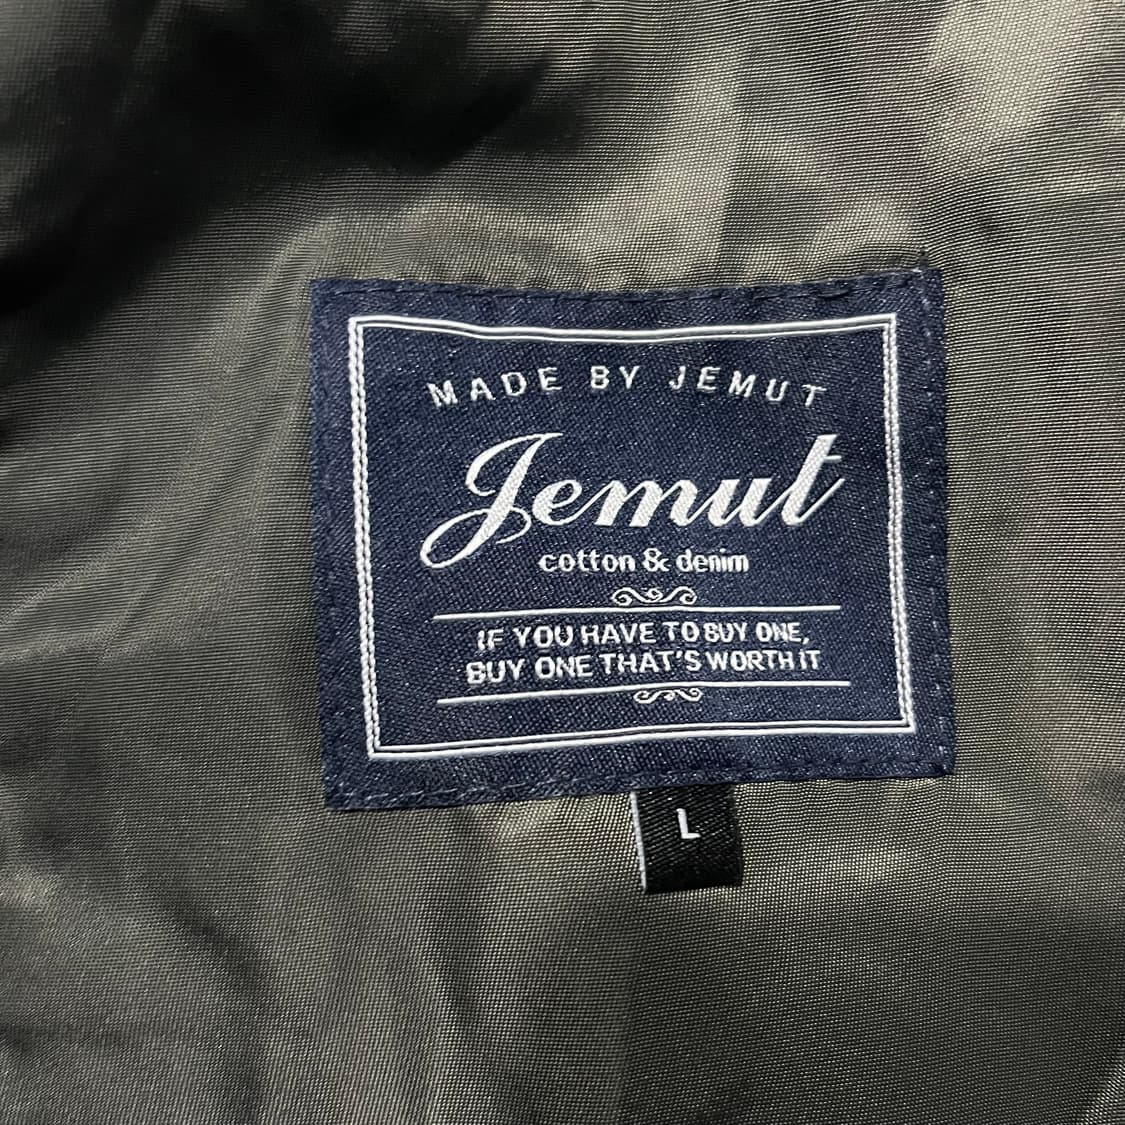 MADE BY JEMUT
Jemut
cotton & denim
IF YOU HAVE TO BUY ONE,
BUY ONE THAT'S WORTH IT
L